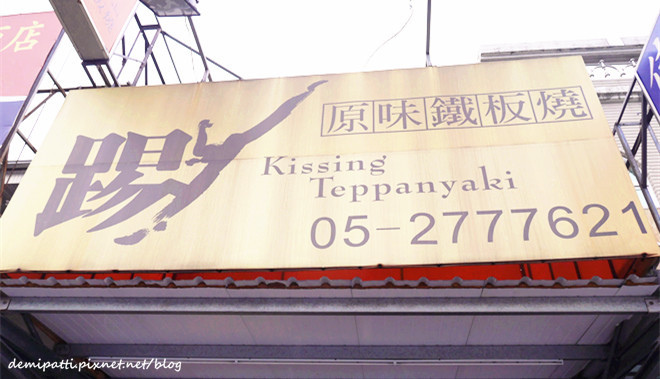 踢
原味鐵板燒
Kissing
Teppanyaki
05-2777621
店
demipatti.pixnet.net/blog